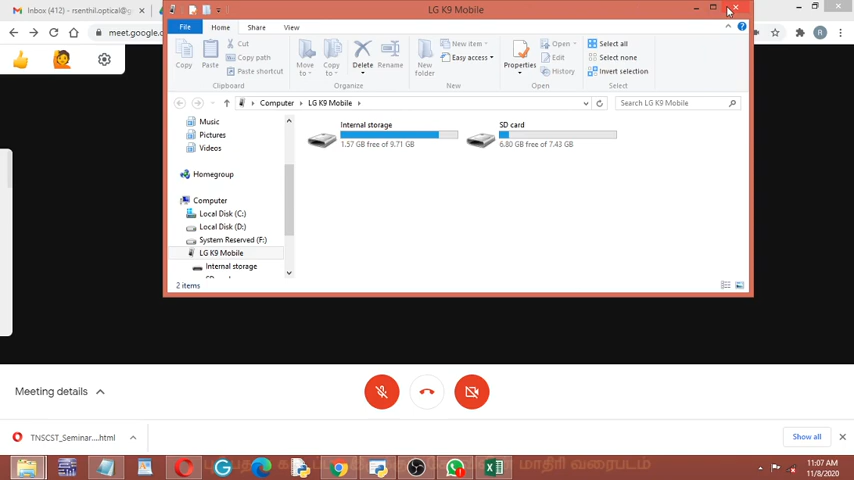 LG K9 Mobile
Inbox (412) - rsenthil.optical@g
meet.google.c
File Home Share View
Copy
Paste
Cut
Copy path
Paste shortcut
Move to
Copy to
Delete
Rename
New folder
New item
Easy access
Properties
Open
Edit
History
Select all
Select none
Invert selection
Organize
New
Open
Select
Computer LG K9 Mobile
Search LG K9 Mobile
Music
Pictures
Videos
Homegroup
Computer
Local Disk (C:)
Local Disk (D:)
System Reserved (F:)
LG K9 Mobile
Internal storage
Internal storage
1.57 GB free of 9.71 GB
SD card
6.80 GB free of 7.43 GB
2 items
Meeting details
TNSCST_Seminar....html
Show all
மாதிரி வரைபடம்
11:07 AM
11/8/2020